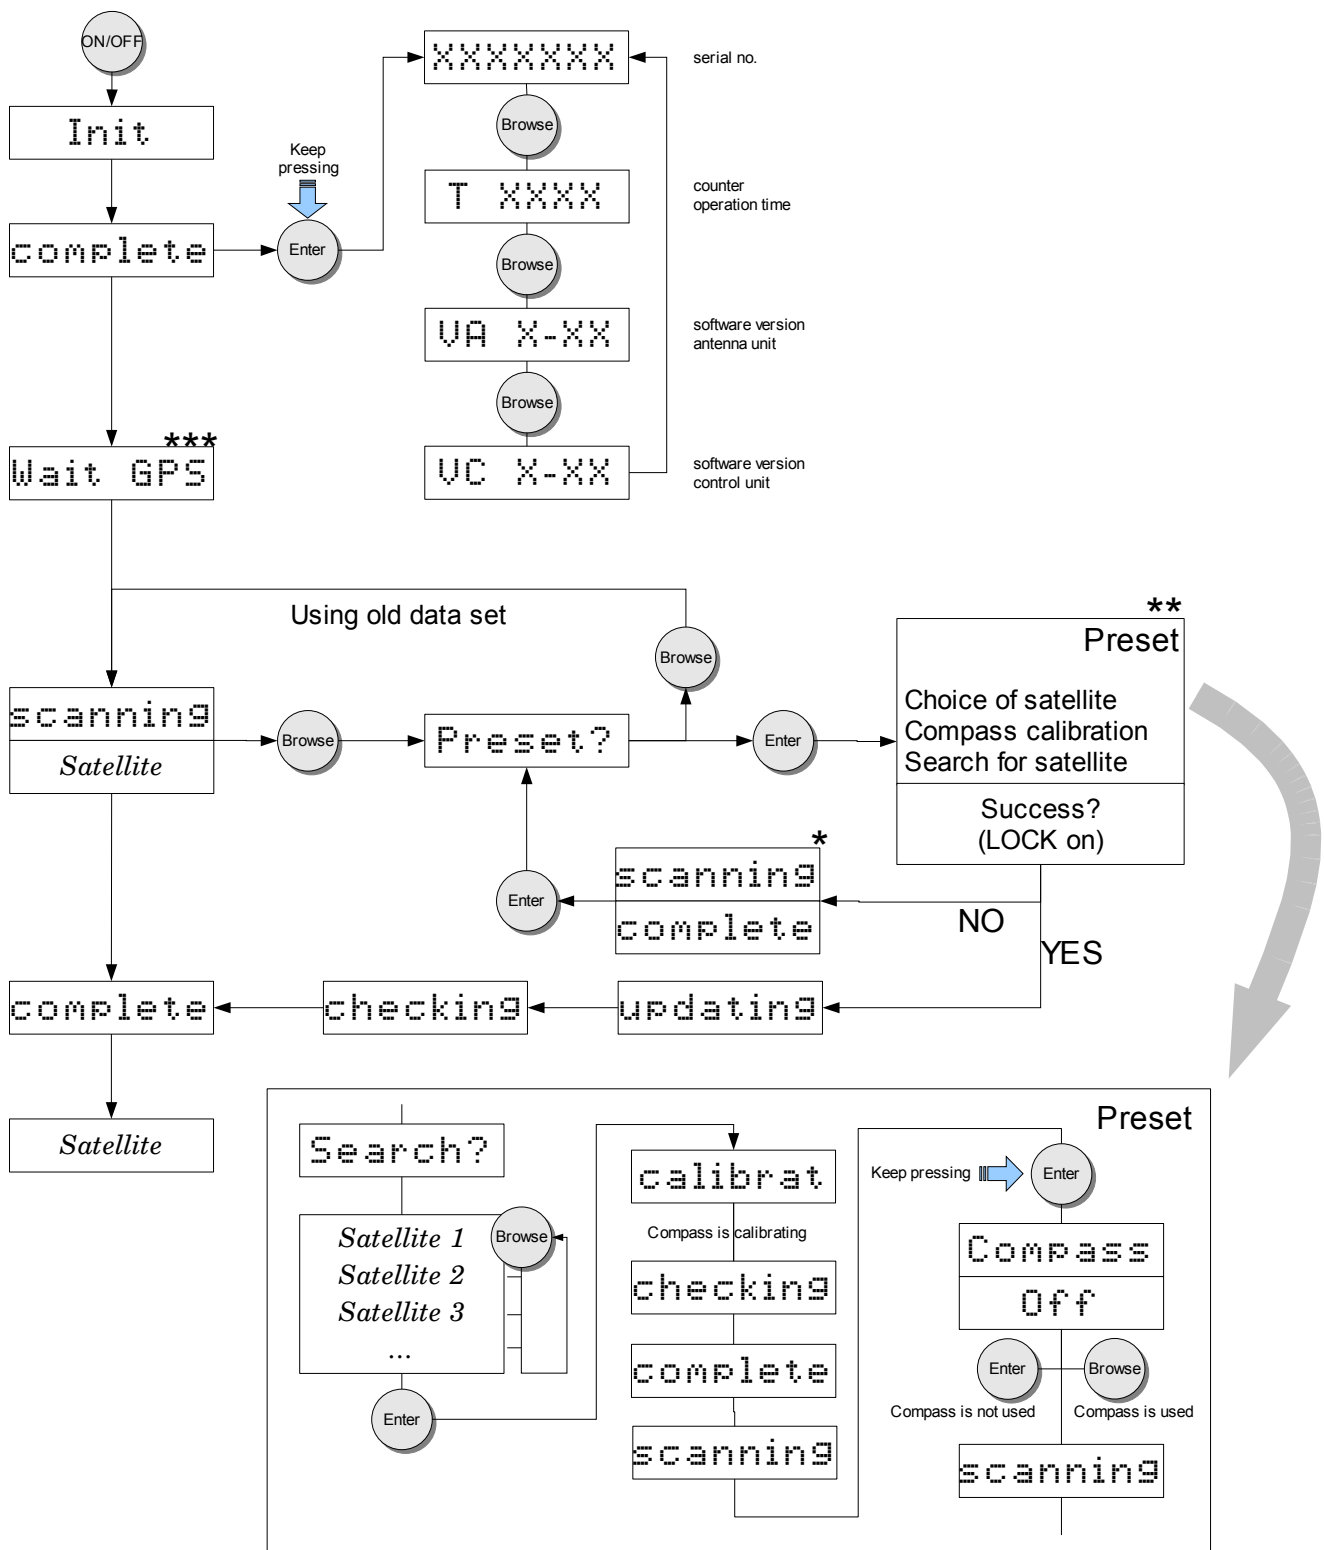 ON/OFF
Init
complete
Keep
pressing
Enter
XXXXXXX
serial no.
Browse
T XXXX
counter
operation time
Browse
VA X-XX
software version
antenna unit
Browse
VC X-XX
software version
control unit
***
Wait GPS
Using old data set
Browse
scanning
Satellite
Browse
Preset?
Enter
**
Preset
Choice of satellite
Compass calibration
Search for satellite
Success?
(LOCK on)
*
scanning
complete
Enter
NO
YES
complete
checking
updating
Satellite
Preset
Search?
Satellite 1
Satellite 2
Satellite 3
...
Browse
Enter
calibrat
Compass is calibrating
checking
complete
scanning
Keep pressing
Enter
Compass
Off
Enter
Browse
Compass is not used
Compass is used
scanning